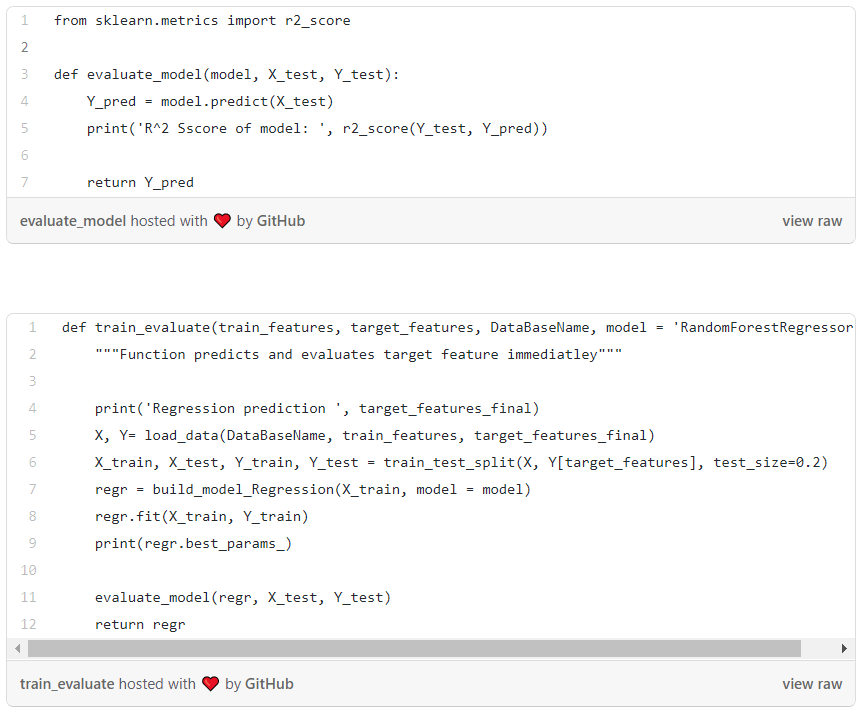 1 from sklearn.metrics import r2_score
2
3 def evaluate_model(model, X_test, Y_test):
4     Y_pred = model.predict(X_test)
5     print('R^2 Sscore of model: ', r2_score(Y_test, Y_pred))
6
7     return Y_pred
evaluate_model hosted with ❤ by GitHub view raw
1 def train_evaluate(train_features, target_features, DataBaseName, model = 'RandomForestRegressor
2     """Function predicts and evaluates target feature immediatley"""
3
4     print('Regression prediction ', target_features_final)
5     X, Y= load_data(DataBaseName, train_features, target_features_final)
6     X_train, X_test, Y_train, Y_test = train_test_split(X, Y[target_features], test_size=0.2)
7     regr = build_model_Regression(X_train, model = model)
8     regr.fit(X_train, Y_train)
9     print(regr.best_params_)
10
11     evaluate_model(regr, X_test, Y_test)
12     return regr
train_evaluate hosted with ❤ by GitHub view raw